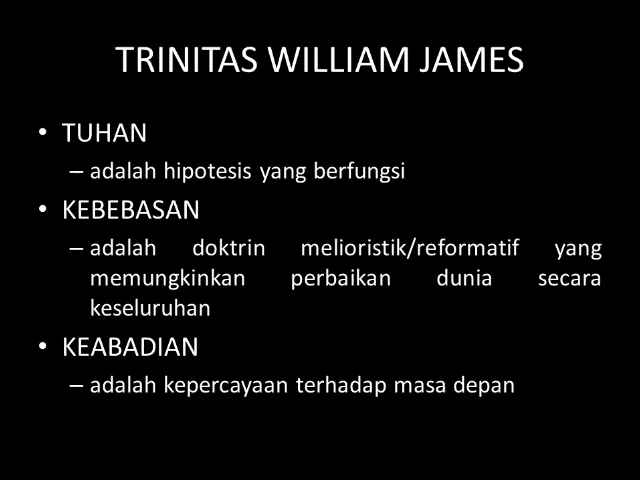 TRINITAS WILLIAM JAMES
• TUHAN
– adalah hipotesis yang berfungsi
• KEBEBASAN
– adalah doktrin melioristik/reformatif yang
memungkinkan perbaikan dunia secara
keseluruhan
• KEABADIAN
– adalah kepercayaan terhadap masa depan